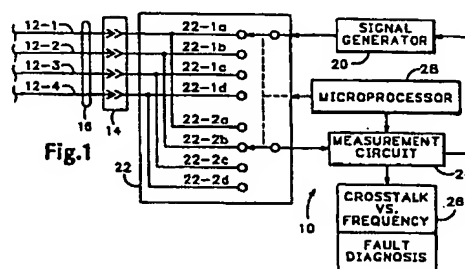 12-1
12-2
12-3
12-4
16
14
22-1a
22-1b
22-1c
22-1d
22-2a
22-2b
22-2c
22-2d
22
Fig.1
10
SIGNAL
GENERATOR
20
28
MICROPROCESSOR
MEASUREMENT
CIRCUIT
CROSSTALK
VS.
FREQUENCY
26
FAULT
DIAGNOSIS